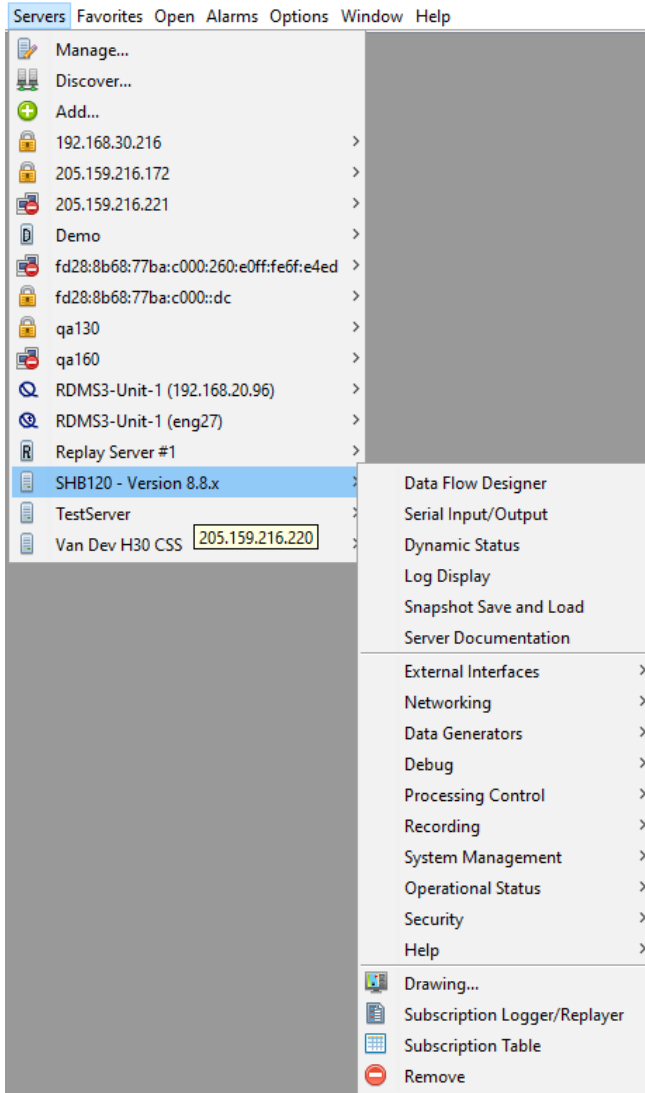 Servers Favorites Open Alarms Options Window Help
Manage...
Discover...
Add...
192.168.30.216
205.159.216.172
205.159.216.221
D Demo
fd28:8b68:77ba:c000:260:e0ff:fe6f:e4ed
fd28:8b68:77ba:c000::dc
qa130
qa160
RDMS3-Unit-1 (192.168.20.96)
RDMS3-Unit-1 (eng27)
R Replay Server #1
SHB120 - Version 8.8.x
TestServer
Van Dev H30 CSS
205.159.216.220
Data Flow Designer
Serial Input/Output
Dynamic Status
Log Display
Snapshot Save and Load
Server Documentation
External Interfaces
Networking
Data Generators
Debug
Processing Control
Recording
System Management
Operational Status
Security
Help
Drawing...
Subscription Logger/Replayer
Subscription Table
Remove